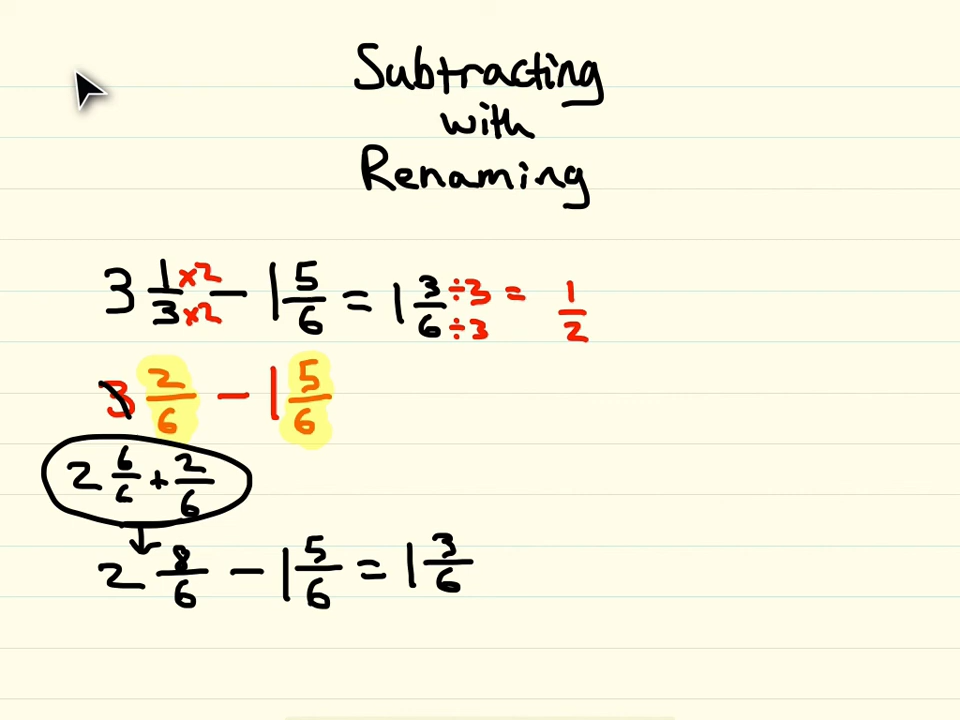 Subtracting
with
Renaming
3 1/3 ×2 ×2 − 1 5/6 = 1 3/6 ÷3 ÷3 = 1/2
3 2/6 − 1 5/6
2 6/6 + 2/6
2 8/6 − 1 5/6 = 1 3/6